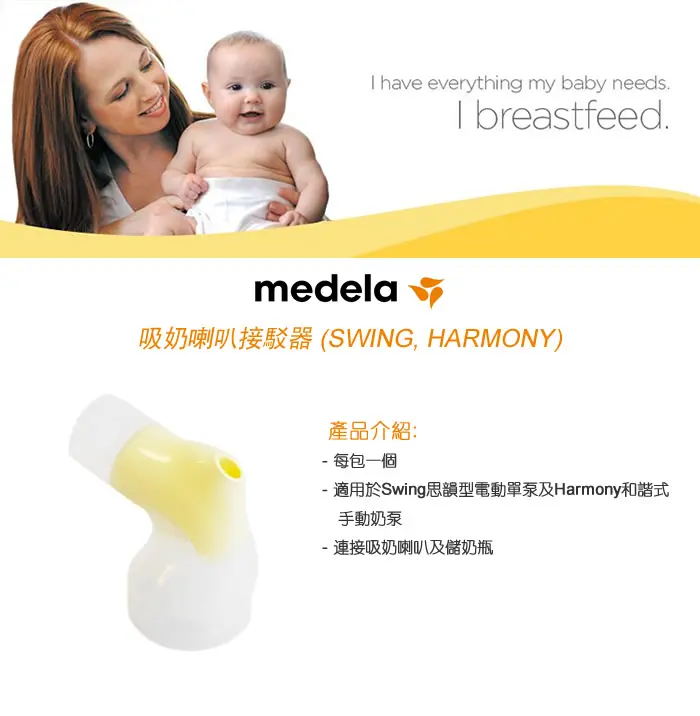 I have everything my baby needs.
I breastfeed.
medela
吸奶喇叭接駁器 (SWING, HARMONY)
產品介紹:
- 每包一個
- 適用於Swing思韻型電動單泵及Harmony和諧式
手動奶泵
- 連接吸奶喇叭及儲奶瓶